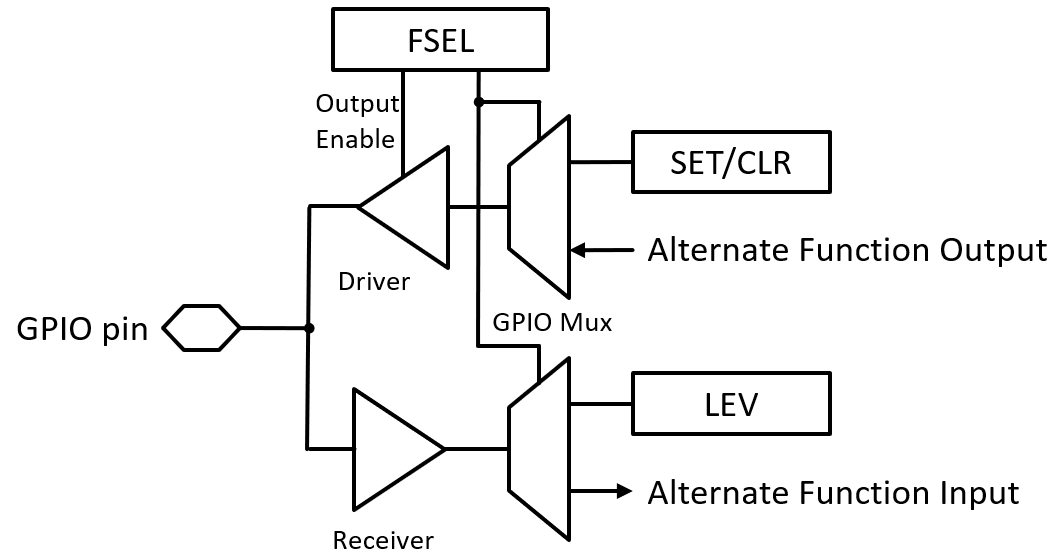 FSEL
Output
Enable
SET/CLR
Alternate Function Output
Driver
GPIO pin
GPIO Mux
LEV
Alternate Function Input
Receiver